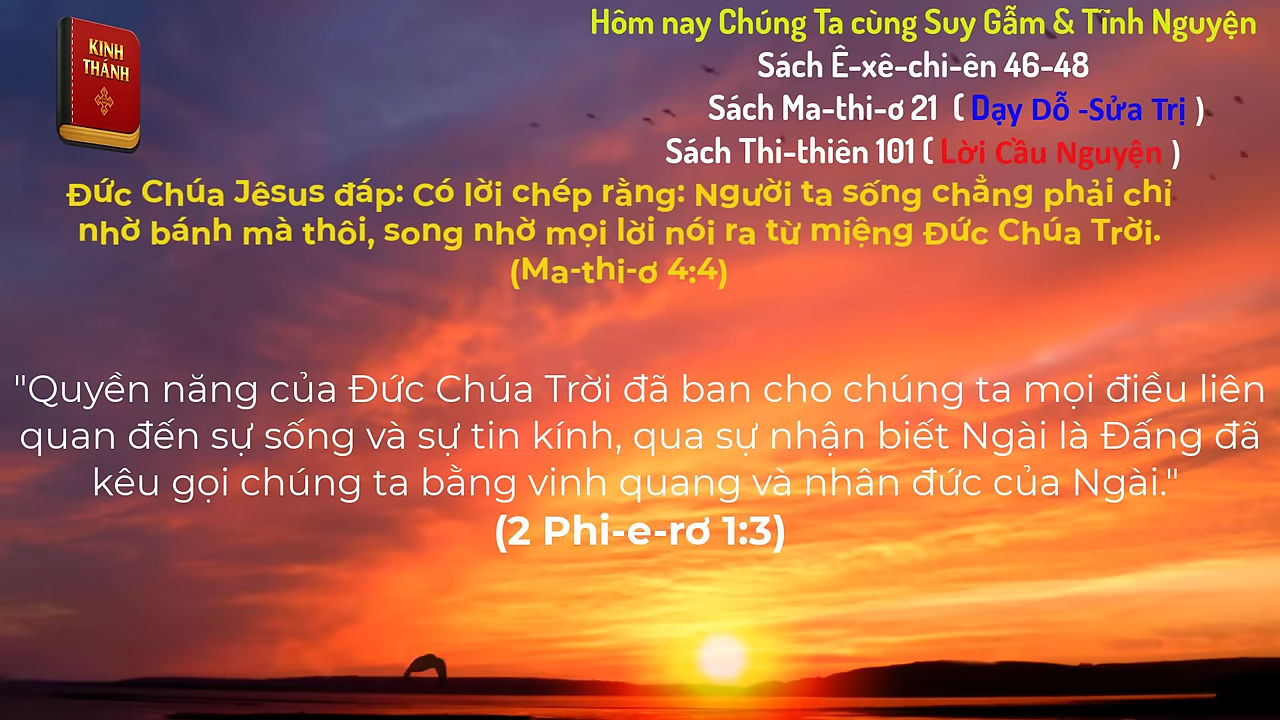 KINH
THÁNH
Hôm nay Chúng Ta cùng Suy Gẫm & Tĩnh Nguyện
Sách Ê-xê-chi-ên 46-48
Sách Ma-thi-ơ 21 ( Dạy Dỗ -Sửa Trị )
Sách Thi-thiên 101 ( Lời Cầu Nguyện )
Đức Chúa Jêsus đáp: Có lời chép rằng: Người ta sống chẳng phải chỉ
nhờ bánh mà thôi, song nhờ mọi lời nói ra từ miệng Đức Chúa Trời.
(Ma-thi-ơ 4:4)
"Quyền năng của Đức Chúa Trời đã ban cho chúng ta mọi điều liên
quan đến sự sống và sự tin kính, qua sự nhận biết Ngài là Đấng đã
kêu gọi chúng ta bằng vinh quang và nhân đức của Ngài."
(2 Phi-e-rơ 1:3)